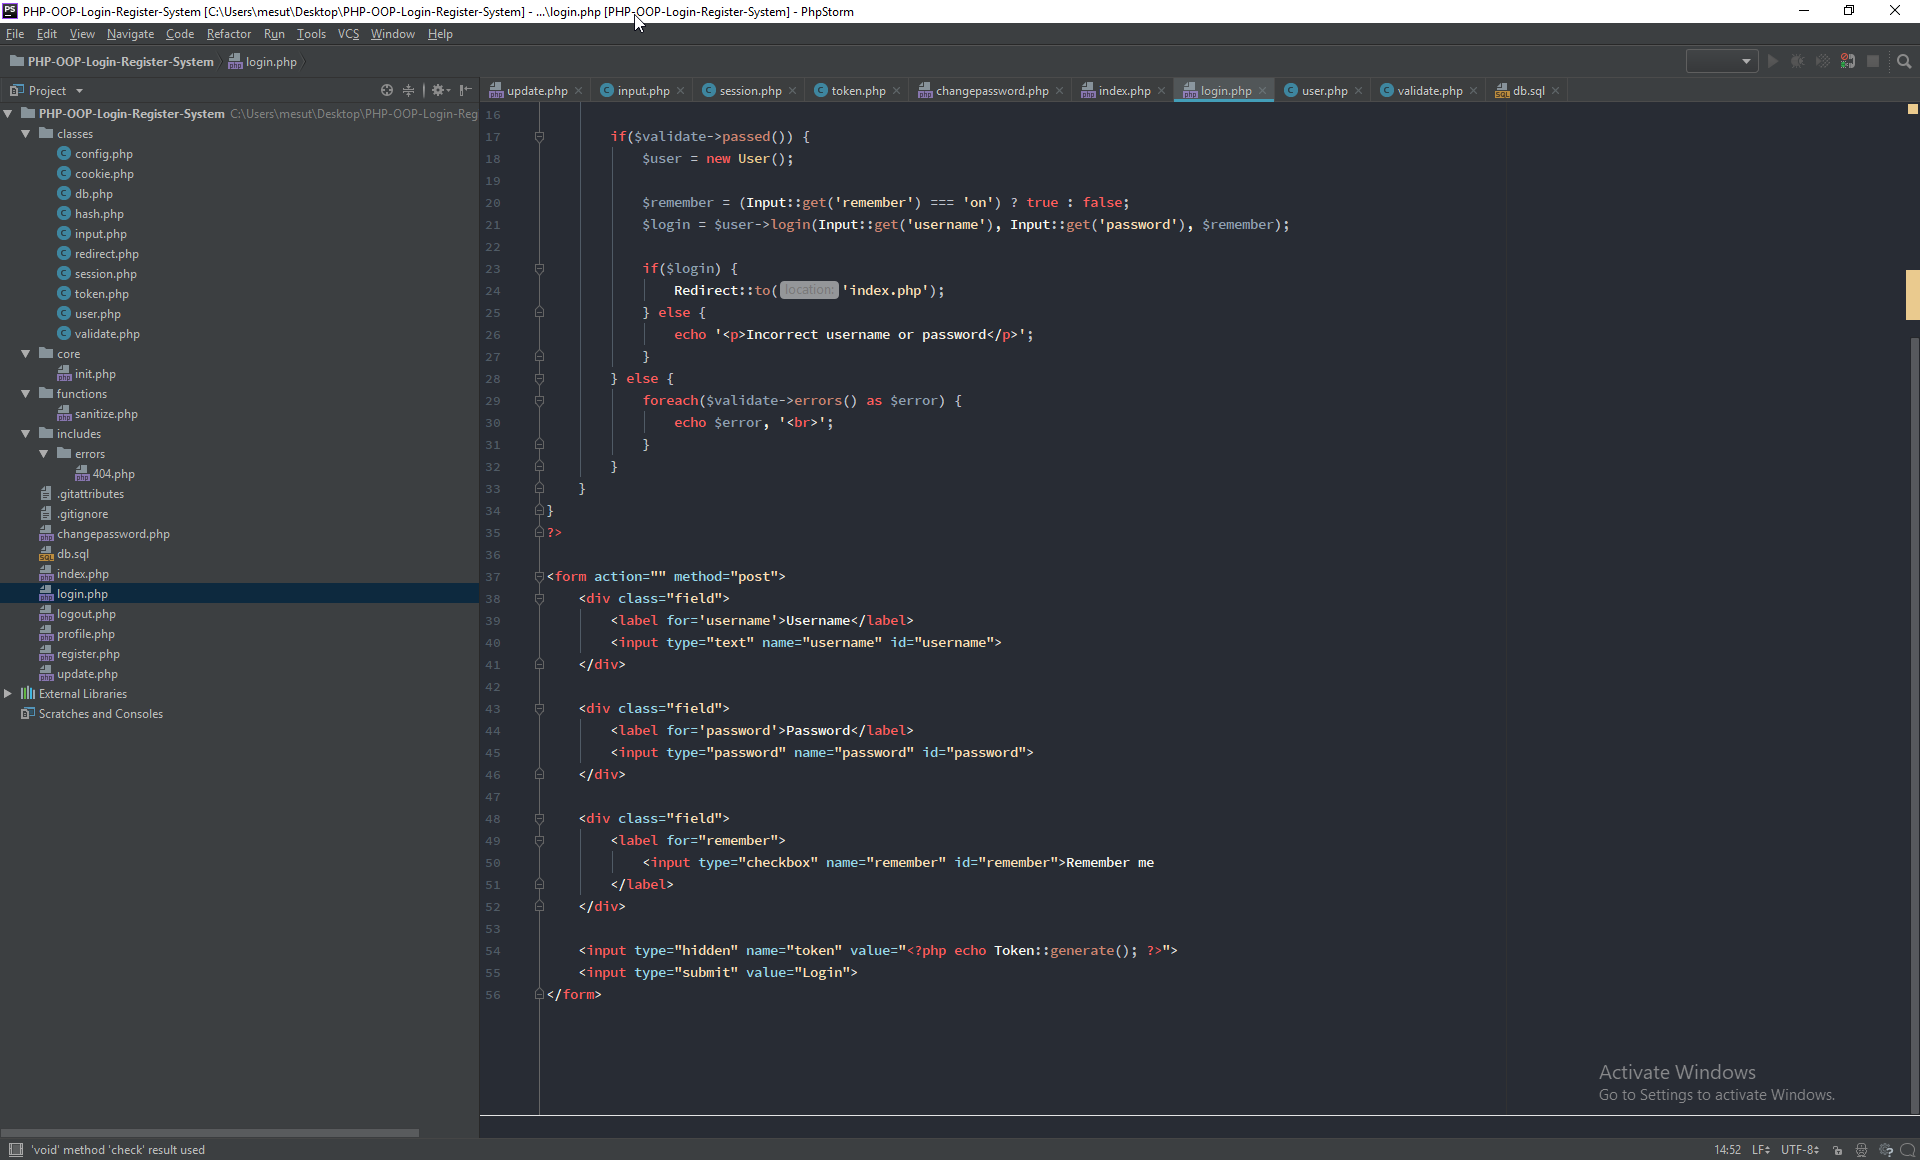 PHP-OOP-Login-Register-System [C:\Users\mesut\Desktop\PHP-OOP-Login-Register-System] - ...\login.php [PHP-OOP-Login-Register-System] - PhpStorm
File Edit View Navigate Code Refactor Run Tools VCS Window Help
PHP-OOP-Login-Register-System login.php
Project
update.php input.php session.php token.php changepassword.php index.php login.php user.php validate.php db.sql
PHP-OOP-Login-Register-System C:\Users\mesut\Desktop\PHP-OOP-Login-Reg
classes
config.php
cookie.php
db.php
hash.php
input.php
redirect.php
session.php
token.php
user.php
validate.php
core
init.php
functions
sanitize.php
includes
errors
404.php
.gitattributes
.gitignore
changepassword.php
db.sql
index.php
login.php
logout.php
profile.php
register.php
update.php
External Libraries
Scratches and Consoles
16
17 if($validate->passed()) {
18 $user = new User();
19
20 $remember = (Input::get('remember') === 'on') ? true : false;
21 $login = $user->login(Input::get('username'), Input::get('password'), $remember);
22
23 if($login) {
24 Redirect::to( location: 'index.php');
25 } else {
26 echo '<p>Incorrect username or password</p>';
27 }
28 } else {
29 foreach($validate->errors() as $error) {
30 echo $error, '<br>';
31 }
32 }
33 }
34 }
35 ?>
36
37 <form action="" method="post">
38 <div class="field">
39 <label for='username'>Username</label>
40 <input type="text" name="username" id="username">
41 </div>
42
43 <div class="field">
44 <label for='password'>Password</label>
45 <input type="password" name="password" id="password">
46 </div>
47
48 <div class="field">
49 <label for="remember">
50 <input type="checkbox" name="remember" id="remember">Remember me
51 </label>
52 </div>
53
54 <input type="hidden" name="token" value="<?php echo Token::generate(); ?>">
55 <input type="submit" value="Login">
56 </form>
Activate Windows
Go to Settings to activate Windows.
'void' method 'check' result used
14:52 LF UTF-8